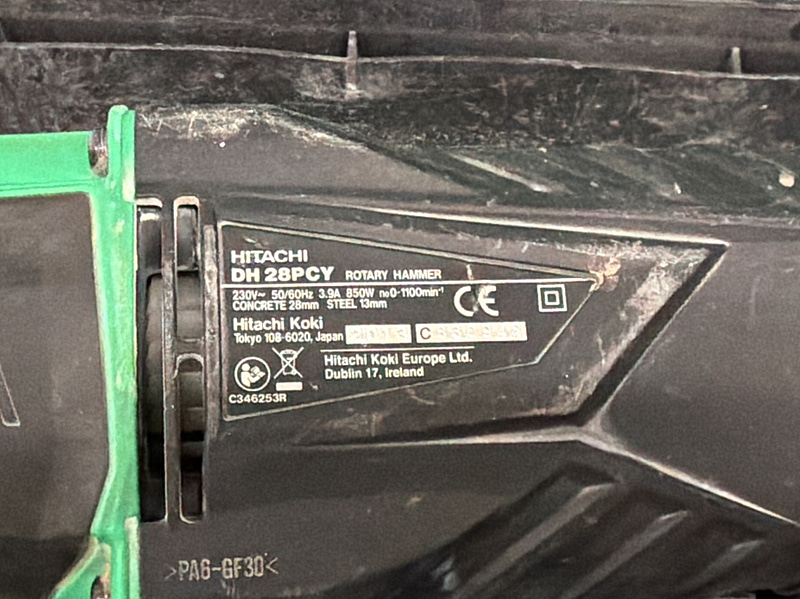 HITACHI
DH 28PCY ROTARY HAMMER
230V~ 50/60Hz 3.9A 850W n₀0-1100min⁻¹
CONCRETE 28mm STEEL 13mm
CE
Hitachi Koki
Tokyo 108-6020, Japan
C
Hitachi Koki Europe Ltd.
Dublin 17, Ireland
C346253R
>PA6-GF30<